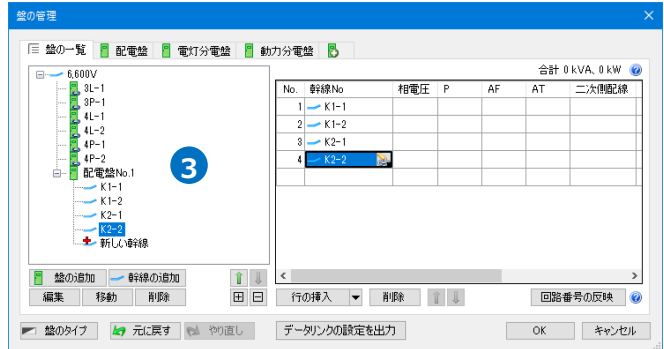 盤の管理
盤の一覧 配電盤 電灯分電盤 動力分電盤
合計 0 kVA、0 kW
6,600V
3L-1
3P-1
4L-1
4L-2
4P-1
4P-2
配電盤No.1
K1-1
K1-2
K2-1
K2-2
新しい幹線
3
No. 幹線No 相電圧 P AF AT 二次側配線
1 K1-1
2 K1-2
3 K2-1
4 K2-2
盤の追加 幹線の追加
編集 移動 削除
行の挿入 削除 回路番号の反映
盤のタイプ 元に戻す やり直し データリンクの設定を出力 OK キャンセル